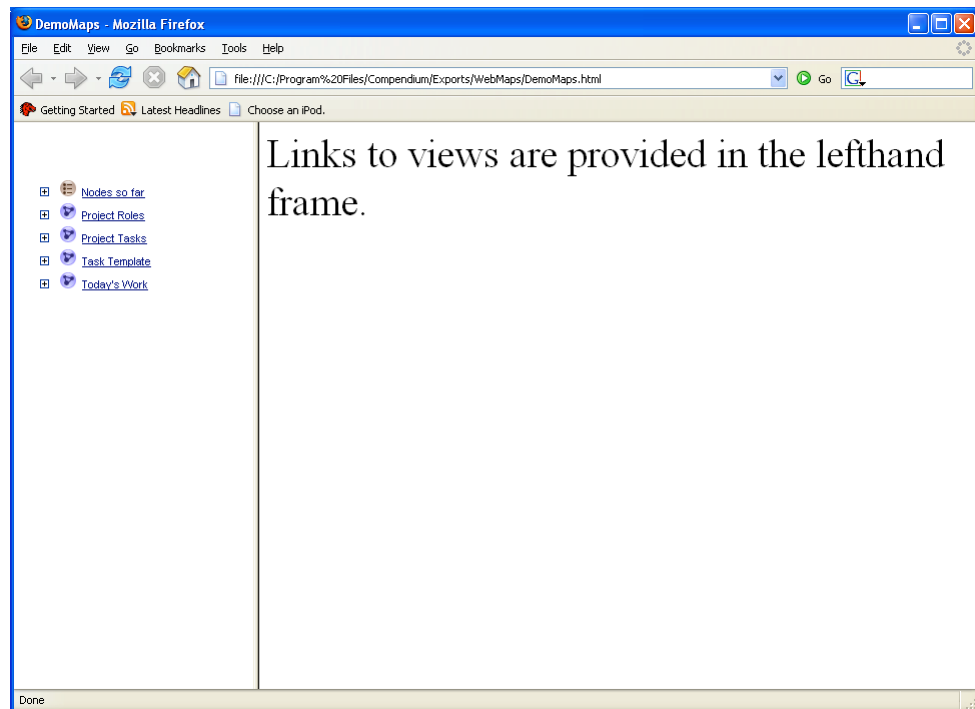 DemoMaps - Mozilla Firefox
File Edit View Go Bookmarks Tools Help
file:///C:/Program%20Files/Compendium/Exports/WebMaps/DemoMaps.html Go G
Getting Started Latest Headlines Choose an iPod.
Nodes so far
Project Roles
Project Tasks
Task Template
Today's Work
Links to views are provided in the lefthand
frame.
Done